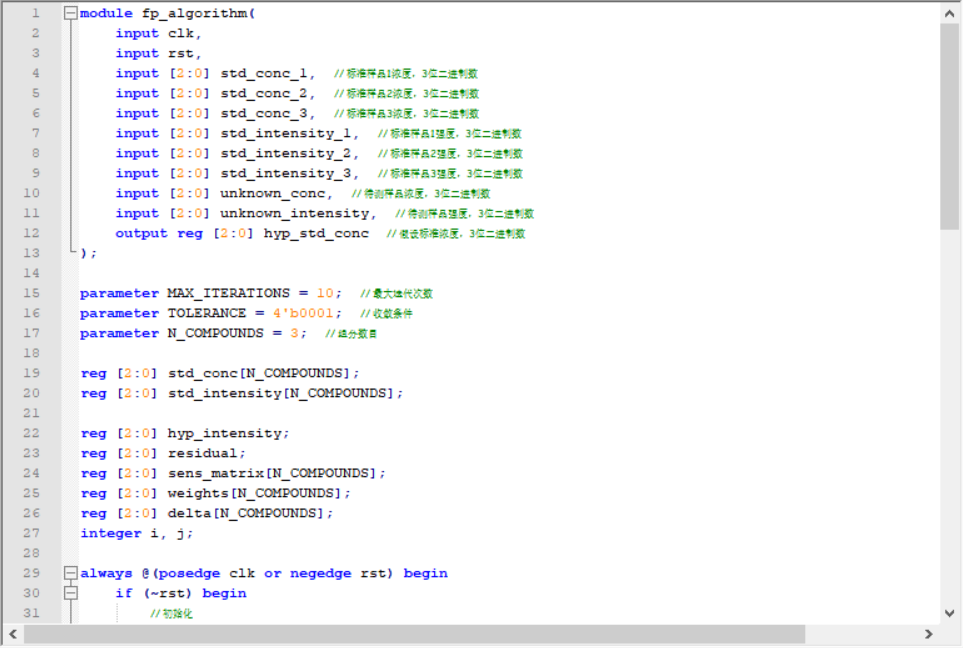 1 module fp_algorithm(
2 input clk,
3 input rst,
4 input [2:0] std_conc_1, //标准样品1浓度，3位二进制数
5 input [2:0] std_conc_2, //标准样品2浓度，3位二进制数
6 input [2:0] std_conc_3, //标准样品3浓度，3位二进制数
7 input [2:0] std_intensity_1, //标准样品1强度，3位二进制数
8 input [2:0] std_intensity_2, //标准样品2强度，3位二进制数
9 input [2:0] std_intensity_3, //标准样品3强度，3位二进制数
10 input [2:0] unknown_conc, //待测样品浓度，3位二进制数
11 input [2:0] unknown_intensity, //待测样品强度，3位二进制数
12 output reg [2:0] hyp_std_conc //假设标准浓度，3位二进制数
13 );
14
15 parameter MAX_ITERATIONS = 10; //最大迭代次数
16 parameter TOLERANCE = 4'b0001; //收敛条件
17 parameter N_COMPOUNDS = 3; //组分数目
18
19 reg [2:0] std_conc[N_COMPOUNDS];
20 reg [2:0] std_intensity[N_COMPOUNDS];
21
22 reg [2:0] hyp_intensity;
23 reg [2:0] residual;
24 reg [2:0] sens_matrix[N_COMPOUNDS];
25 reg [2:0] weights[N_COMPOUNDS];
26 reg [2:0] delta[N_COMPOUNDS];
27 integer i, j;
28
29 always @(posedge clk or negedge rst) begin
30 if (~rst) begin
31 //初始化